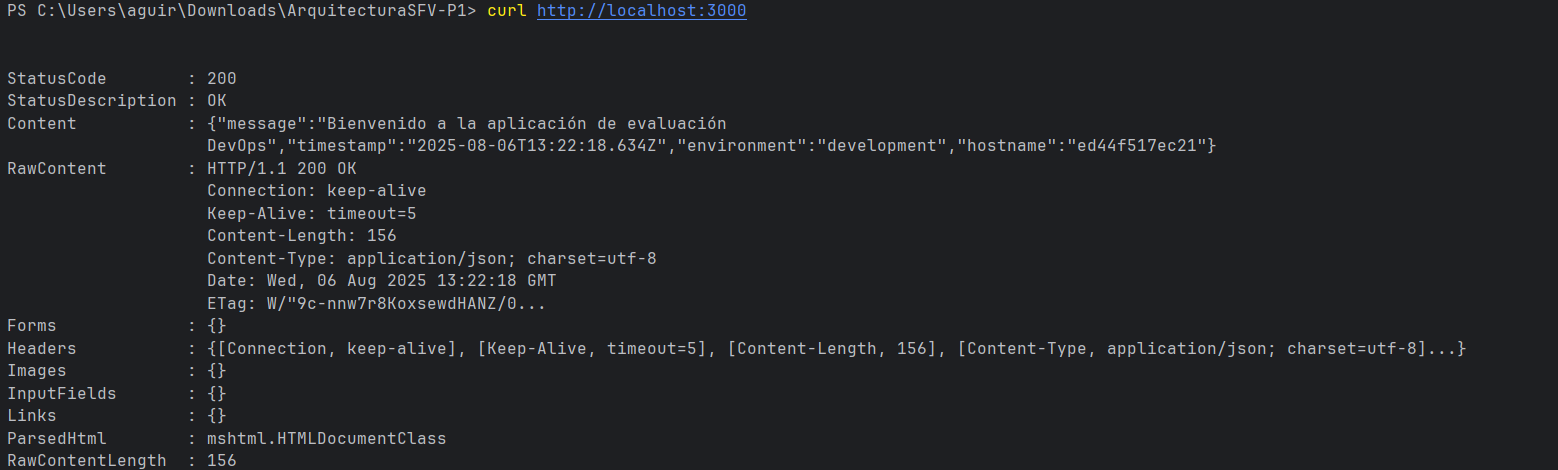 PS C:\Users\aguir\Downloads\ArquitecturaSFV-P1> curl http://localhost:3000
StatusCode        : 200
StatusDescription : OK
Content           : {"message":"Bienvenido a la aplicación de evaluación
                    DevOps","timestamp":"2025-08-06T13:22:18.634Z","environment":"development","hostname":"ed44f517ec21"}
RawContent        : HTTP/1.1 200 OK
                    Connection: keep-alive
                    Keep-Alive: timeout=5
                    Content-Length: 156
                    Content-Type: application/json; charset=utf-8
                    Date: Wed, 06 Aug 2025 13:22:18 GMT
                    ETag: W/"9c-nnw7r8KoxsewdHANZ/0...
Forms             : {}
Headers           : {[Connection, keep-alive], [Keep-Alive, timeout=5], [Content-Length, 156], [Content-Type, application/json; charset=utf-8]...}
Images            : {}
InputFields       : {}
Links             : {}
ParsedHtml        : mshtml.HTMLDocumentClass
RawContentLength  : 156